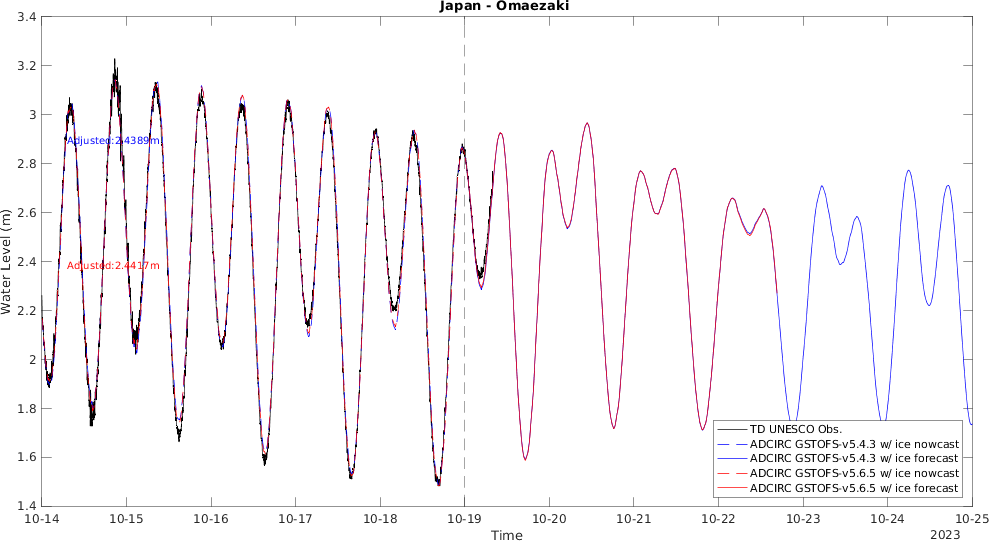 Japan - Omaezaki
3.4
3.2
3
2.8
2.6
2.4
2.2
2
1.8
1.6
1.4
Water Level (m)
Adjusted:2.4389m
Adjusted:2.4417m
TD UNESCO Obs.
ADCIRC GSTOFS-v5.4.3 w/ ice nowcast
ADCIRC GSTOFS-v5.4.3 w/ ice forecast
ADCIRC GSTOFS-v5.6.5 w/ ice nowcast
ADCIRC GSTOFS-v5.6.5 w/ ice forecast
10-14 10-15 10-16 10-17 10-18 10-19 10-20 10-21 10-22 10-23 10-24 10-25
Time
2023